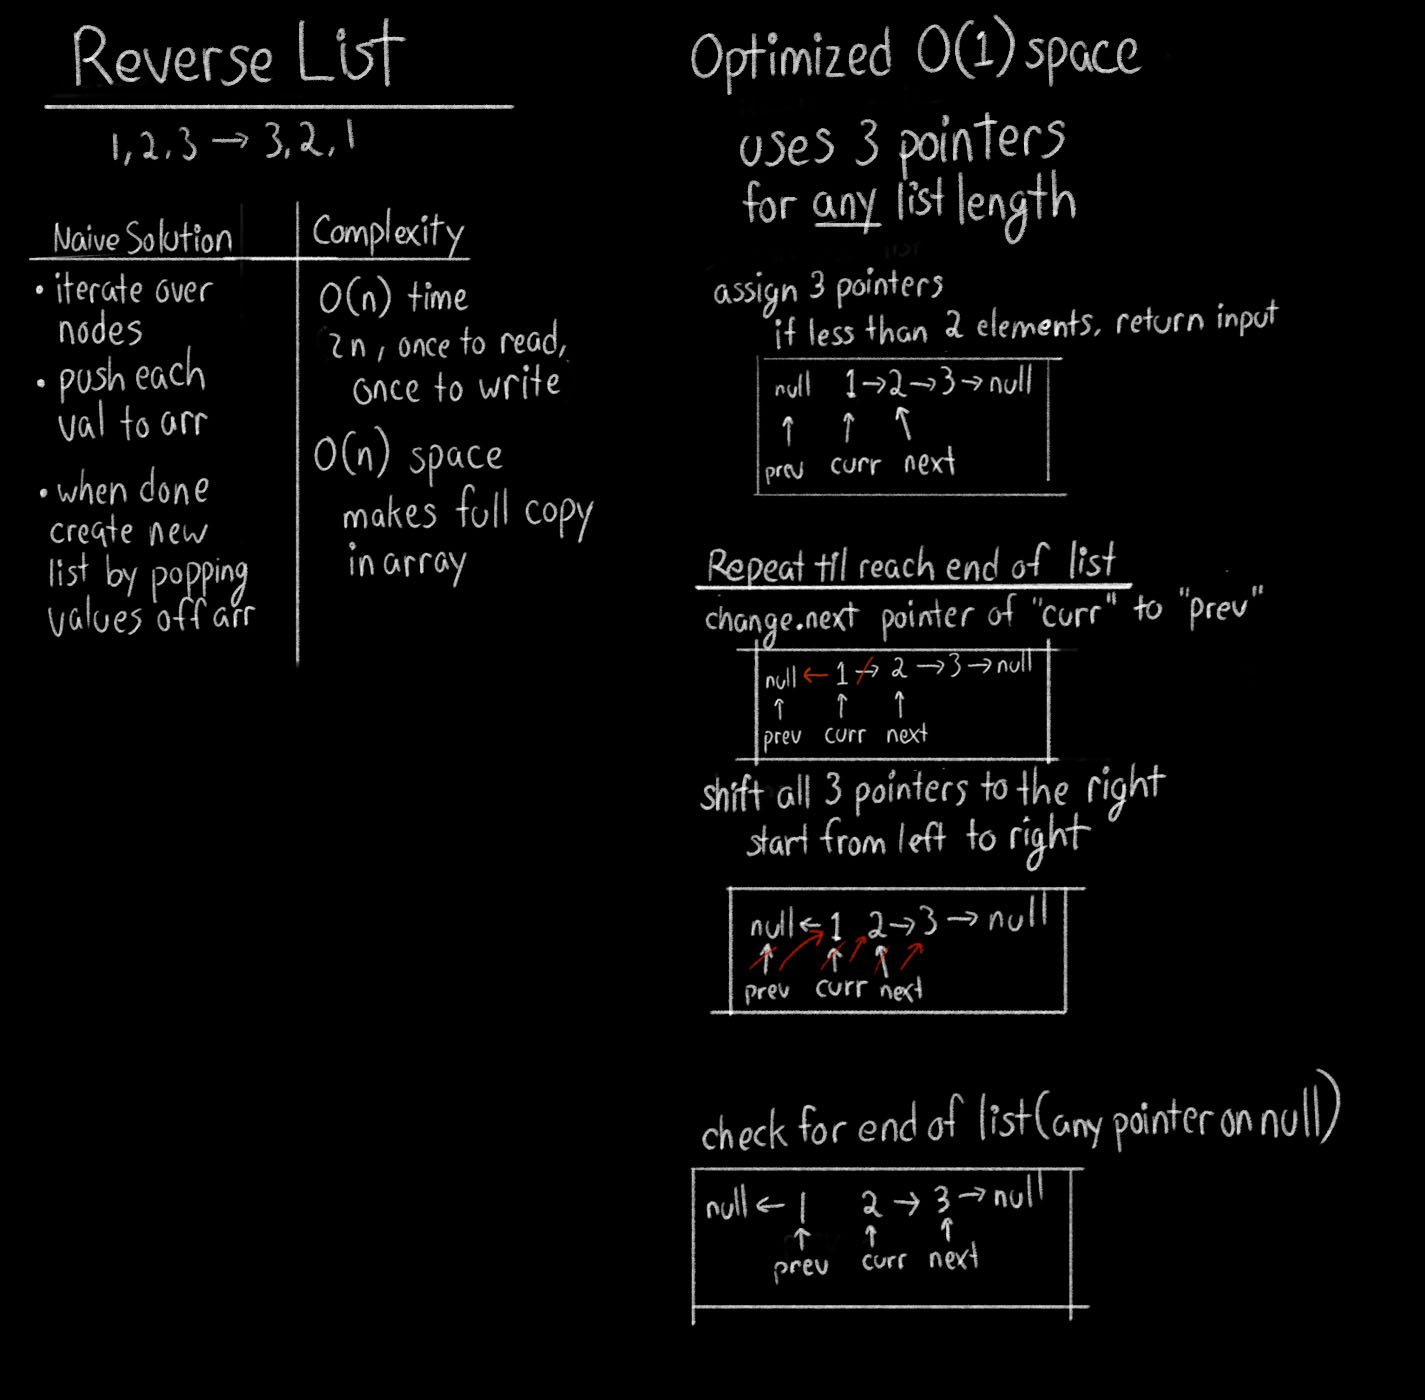 Reverse List
1,2,3 → 3,2,1
Naive Solution
• iterate over
nodes
• push each
val to arr
• when done
create new
list by popping
values off arr
Complexity
O(n) time
2n, once to read,
once to write
O(n) space
makes full copy
in array
Optimized O(1) space
uses 3 pointers
for any list length
assign 3 pointers
if less than 2 elements, return input
null 1→2→3→null
prev curr next
Repeat til reach end of list
change.next pointer of "curr" to "prev"
null ← 1 → 2 → 3 → null
prev curr next
shift all 3 pointers to the right
start from left to right
null ← 1 2 → 3 → null
prev curr next
check for end of list (any pointer on null)
null ← 1 2 → 3 → null
prev curr next